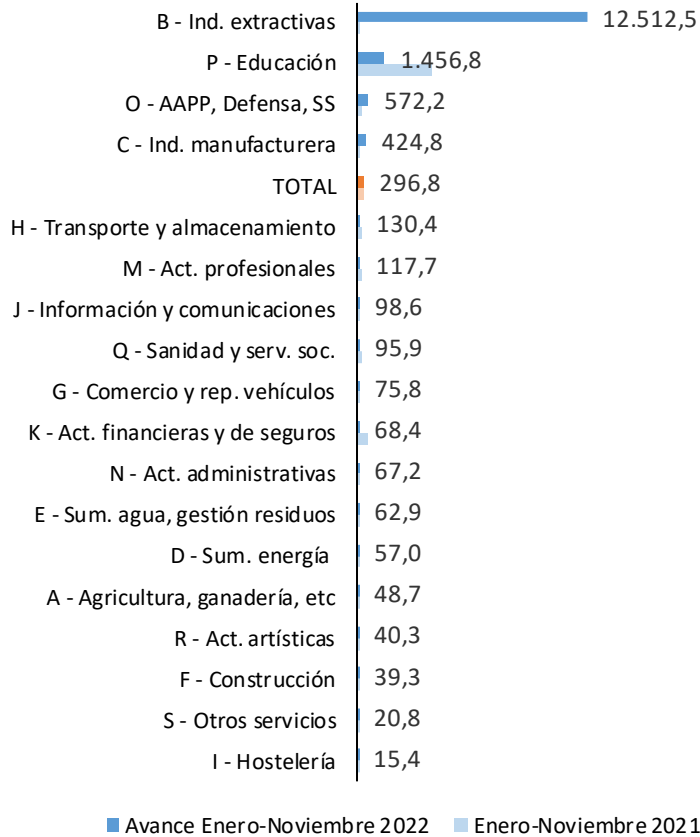 B - Ind. extractivas 12.512,5
P - Educación 1.456,8
O - AAPP, Defensa, SS 572,2
C - Ind. manufacturera 424,8
TOTAL 296,8
H - Transporte y almacenamiento 130,4
M - Act. profesionales 117,7
J - Información y comunicaciones 98,6
Q - Sanidad y serv. soc. 95,9
G - Comercio y rep. vehículos 75,8
K - Act. financieras y de seguros 68,4
N - Act. administrativas 67,2
E - Sum. agua, gestión residuos 62,9
D - Sum. energía 57,0
A - Agricultura, ganadería, etc 48,7
R - Act. artísticas 40,3
F - Construcción 39,3
S - Otros servicios 20,8
I - Hostelería 15,4
Avance Enero-Noviembre 2022 Enero-Noviembre 2021